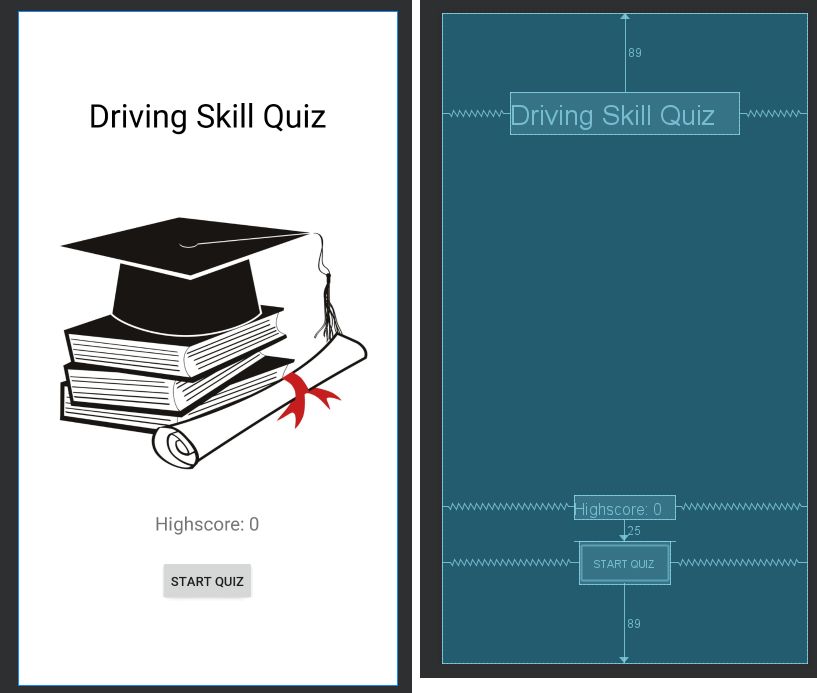 Driving Skill Quiz
Highscore: 0
START QUIZ
89
Driving Skill Quiz
Highscore: 0
25
START QUIZ
89